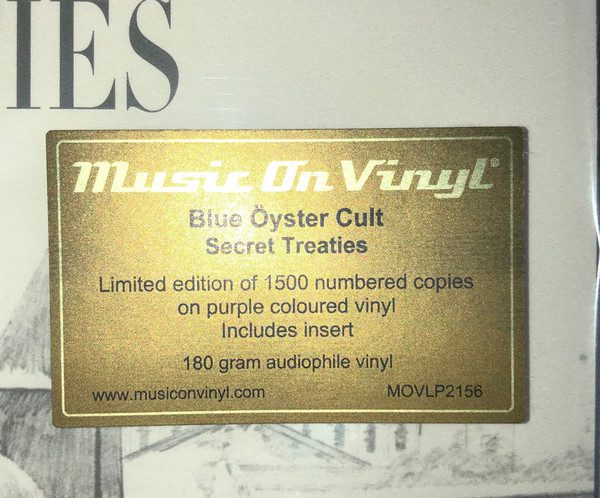 IES
Music On Vinyl®
Blue Öyster Cult
Secret Treaties
Limited edition of 1500 numbered copies
on purple coloured vinyl
Includes insert
180 gram audiophile vinyl
www.musiconvinyl.com MOVLP2156